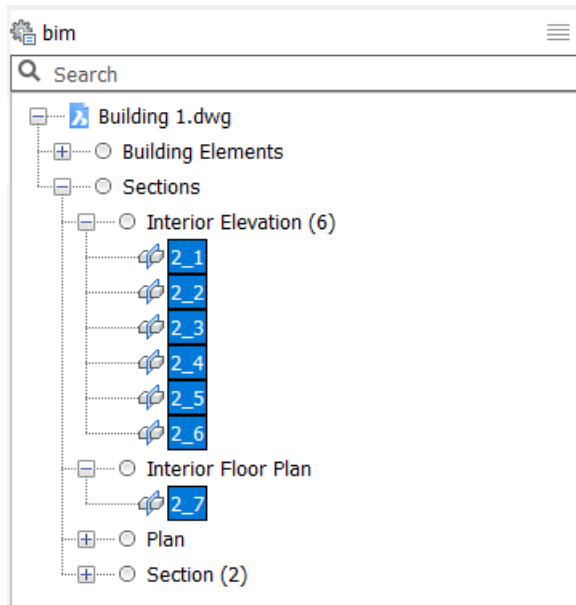 bim
Search
Building 1.dwg
Building Elements
Sections
Interior Elevation (6)
2_1
2_2
2_3
2_4
2_5
2_6
Interior Floor Plan
2_7
Plan
Section (2)